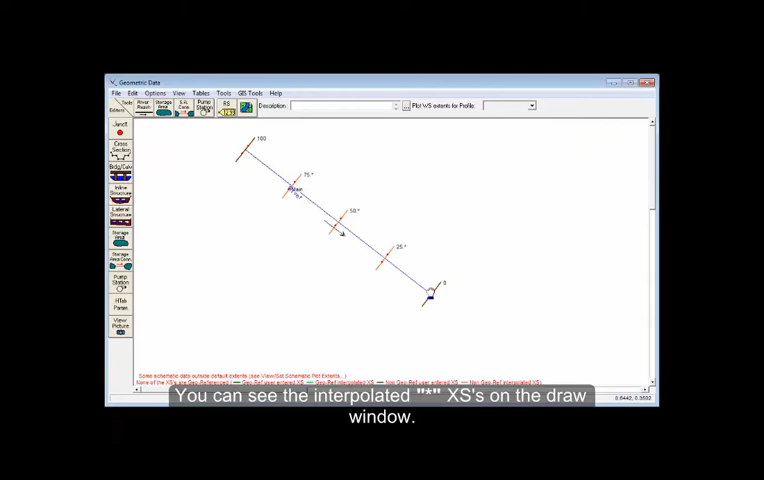 Geometric Data
File Edit Options View Tables Tools GIS Tools Help
Tools
Editors
River
Reach
Storage
Area
S.A.
Conn.
Pump
Station
RS
Description :
...
Plot WS extents for Profile:
Junct.
Cross
Section
Brdg/Culv
Inline
Structure
Lateral
Structure
Storage
Area
Storage
Area Conn.
Pump
Station
HTab
Param.
View
Picture
100
75.*
Main
50.*
25.*
0
Some schematic data outside default extents (see View/Set Schematic Plot Extents...)
None of the XS's are Geo-Referenced ( Geo-Ref user entered XS Geo-Ref interpolated XS Non Geo-Ref user entered XS Non Geo-Ref interpolated XS)
0.6442, 0.3502
You can see the interpolated "*" XS's on the draw
window.